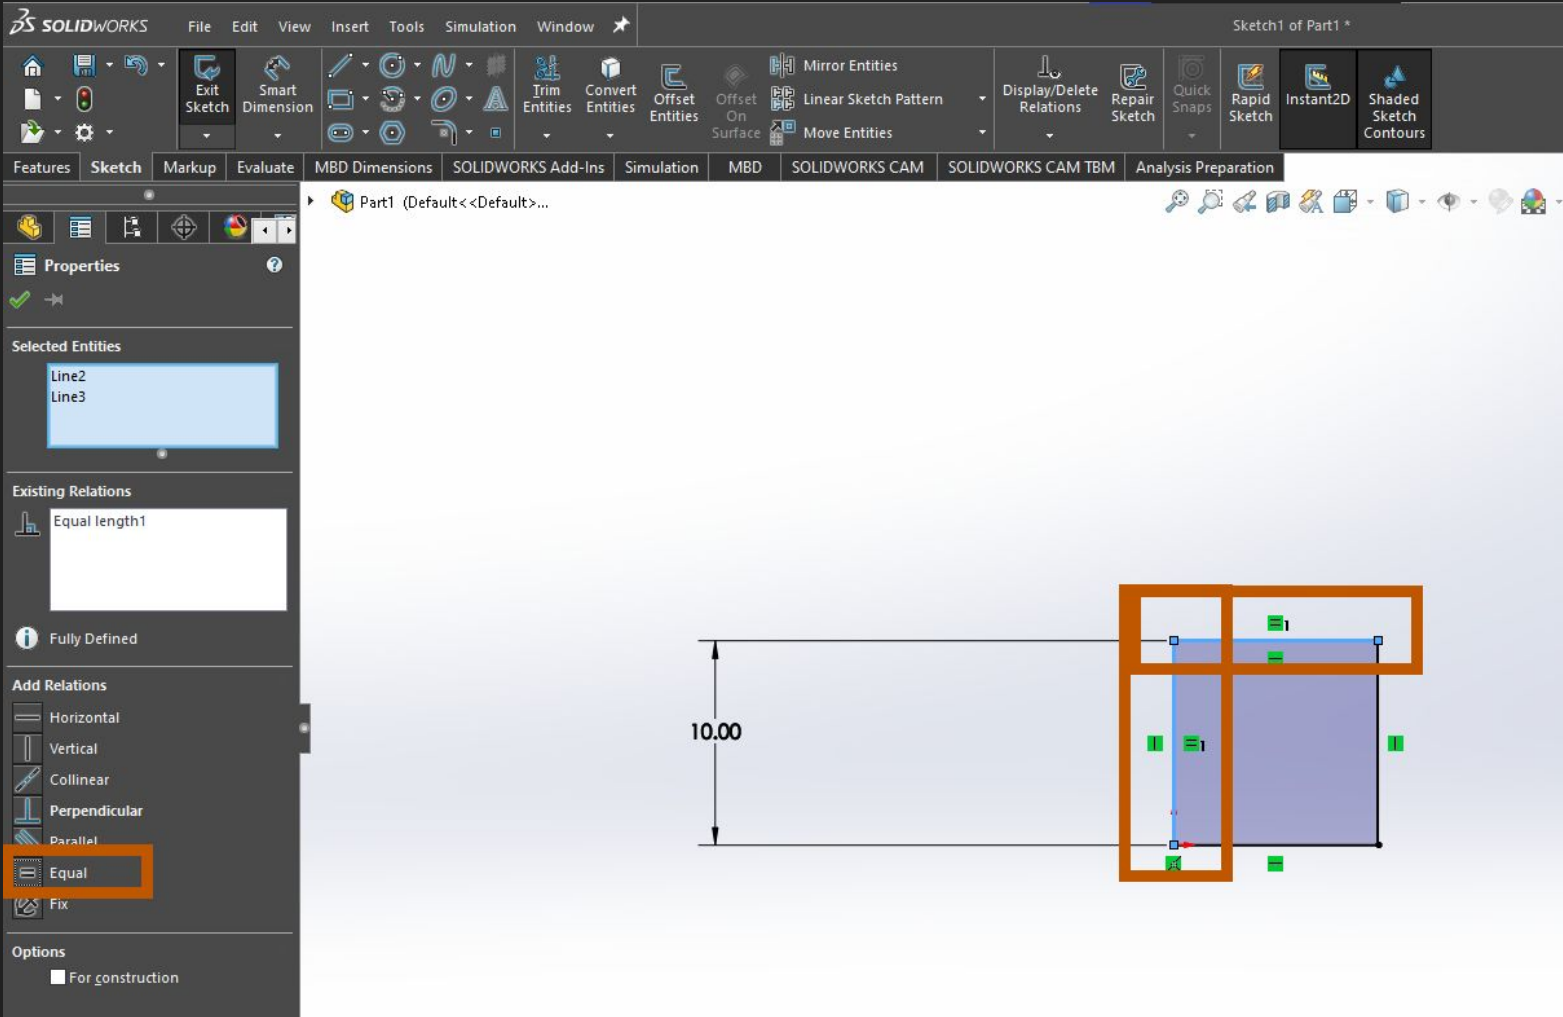 SOLIDWORKS File Edit View Insert Tools Simulation Window Sketch1 of Part1 *
Exit Sketch
Smart Dimension
Trim Entities
Convert Entities
Offset Entities
Offset On Surface
Mirror Entities
Linear Sketch Pattern
Move Entities
Display/Delete Relations
Repair Sketch
Quick Snaps
Rapid Sketch
Instant2D
Shaded Sketch Contours
Features Sketch Markup Evaluate MBD Dimensions SOLIDWORKS Add-Ins Simulation MBD SOLIDWORKS CAM SOLIDWORKS CAM TBM Analysis Preparation
Part1 (Default<<Default>...
Properties
Selected Entities
Line2
Line3
Existing Relations
Equal length1
Fully Defined
Add Relations
Horizontal
Vertical
Collinear
Perpendicular
Parallel
Equal
Fix
Options
For construction
10.00
1
1